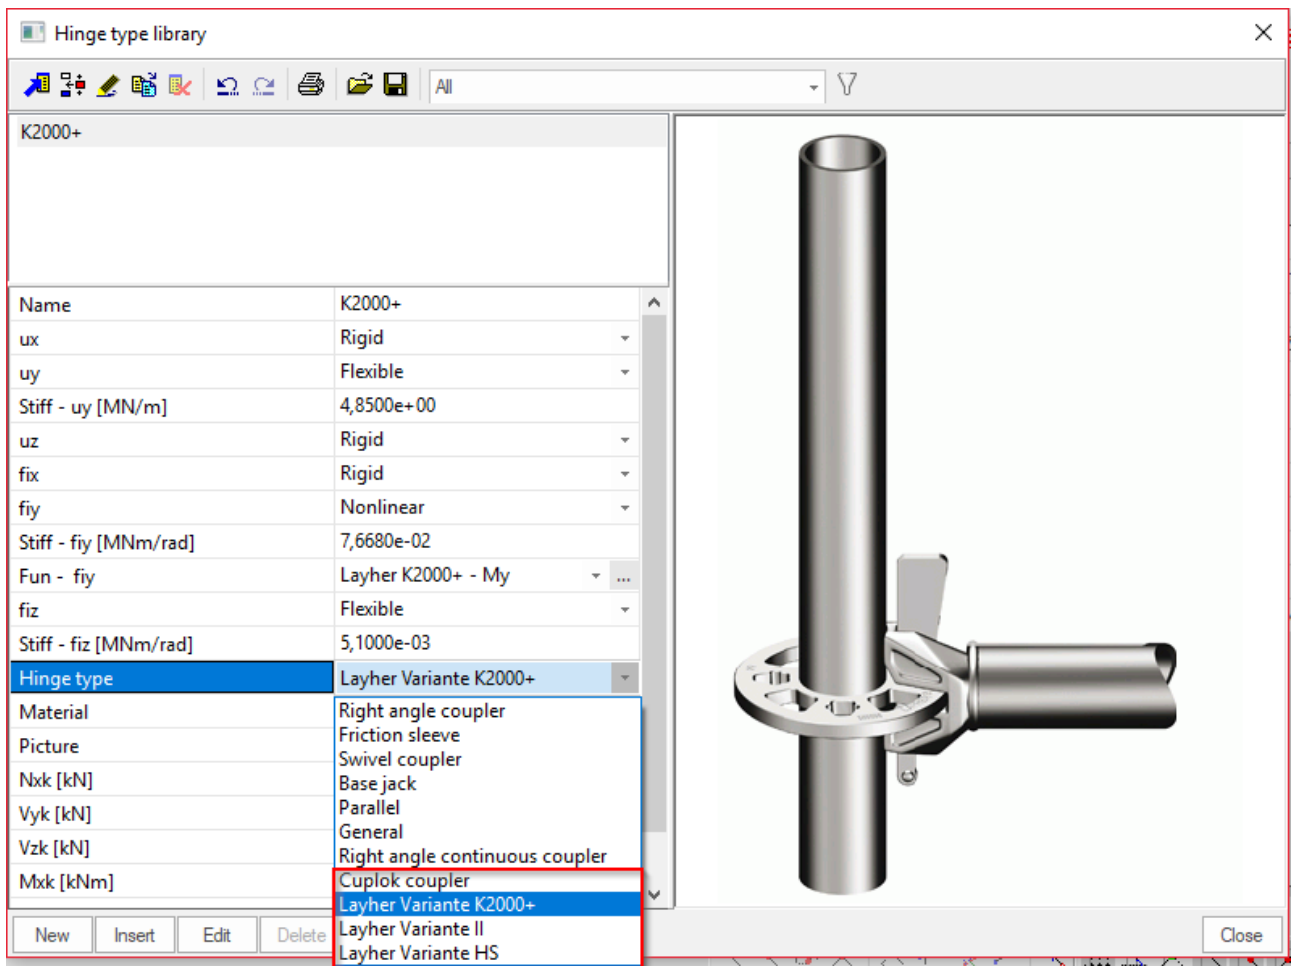 Hinge type library
All
K2000+
Name K2000+
ux Rigid
uy Flexible
Stiff - uy [MN/m] 4,8500e+00
uz Rigid
fix Rigid
fiy Nonlinear
Stiff - fiy [MNm/rad] 7,6680e-02
Fun - fiy Layher K2000+ - My ...
fiz Flexible
Stiff - fiz [MNm/rad] 5,1000e-03
Hinge type Layher Variante K2000+
Material
Picture
Nxk [kN]
Vyk [kN]
Vzk [kN]
Mxk [kNm]
Right angle coupler
Friction sleeve
Swivel coupler
Base jack
Parallel
General
Right angle continuous coupler
Cuplok coupler
Layher Variante K2000+
Layher Variante II
Layher Variante HS
New Insert Edit Delete Close